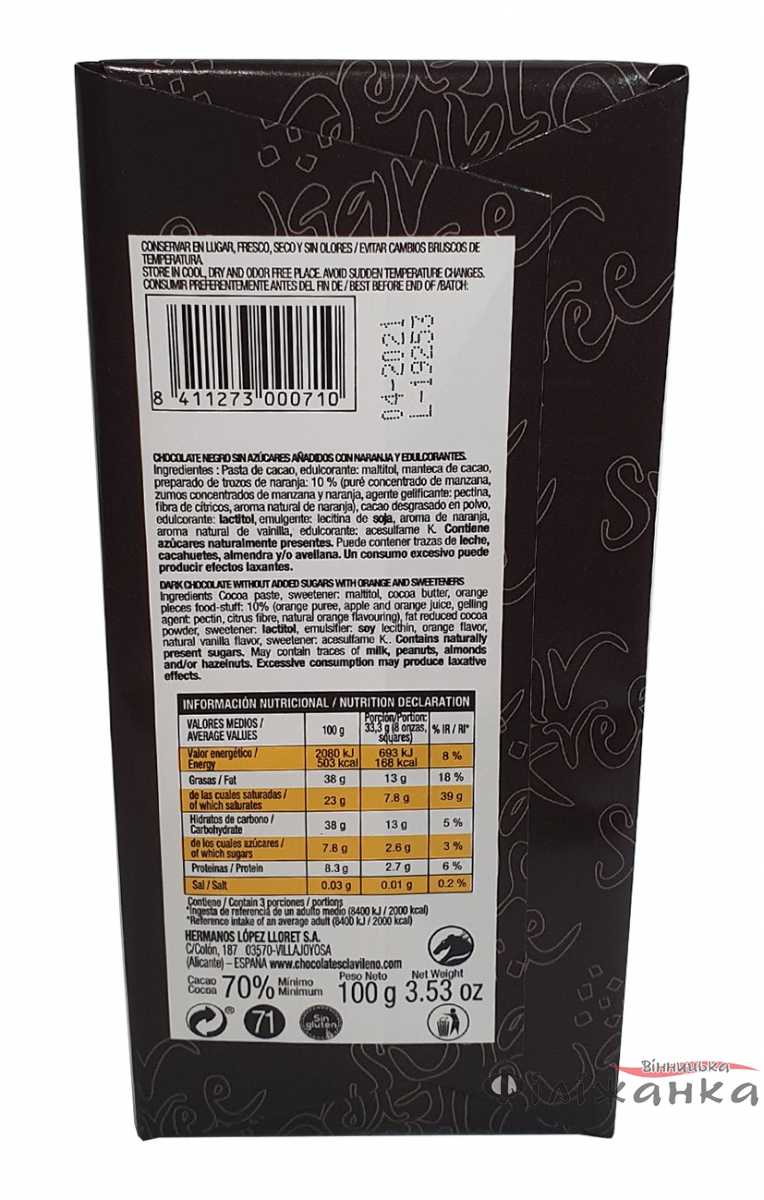 CONSERVAR EN LUGAR, FRESCO, SECO Y SIN OLORES / EVITAR CAMBIOS BRUSCOS DE
TEMPERATURA.
STORE IN COOL, DRY AND ODOR FREE PLACE. AVOID SUDDEN TEMPERATURE CHANGES.
CONSUMIR PREFERENTEMENTE ANTES DEL FIN DE / BEST BEFORE END OF /BATCH:
04-2021
L-19253
8 411273 000710
CHOCOLATE NEGRO SIN AZÚCARES AÑADIDOS CON NARANJA Y EDULCORANTES.
Ingredientes : Pasta de cacao, edulcorante: maltitol, manteca de cacao,
preparado de trozos de naranja: 10 % (puré concentrado de manzana,
zumos concentrados de manzana y naranja, agente gelificante: pectina,
fibra de cítricos, aroma natural de naranja), cacao desgrasado en polvo,
edulcorante: lactitol, emulgente: lecitina de soja, aroma de naranja,
aroma natural de vainilla, edulcorante: acesulfame K. Contiene
azúcares naturalmente presentes. Puede contener trazas de leche,
cacahuetes, almendra y/o avellana. Un consumo excesivo puede
producir efectos laxantes.
DARK CHOCOLATE WITHOUT ADDED SUGARS WITH ORANGE AND SWEETENERS
Ingredients Cocoa paste, sweetener: maltitol, cocoa butter, orange
pieces food-stuff: 10% (orange puree, apple and orange juice, gelling
agent: pectin, citrus fibre, natural orange flavouring), fat reduced cocoa
powder, sweetener: lactitol, emulsifier: soy lecithin, orange flavor,
natural vanilla flavor, sweetener: acesulfame K.. Contains naturally
present sugars. May contain traces of milk, peanuts, almonds
and/or hazelnuts. Excessive consumption may produce laxative
effects.
INFORMACIÓN NUTRICIONAL / NUTRITION DECLARATION
VALORES MEDIOS / AVERAGE VALUES 100 g Porción/Portion: 33,3 g (8 onzas, squares) % IR / RI*
Valor energético / Energy 2080 kJ 503 kcal 693 kJ 168 kcal 8 %
Grasas / Fat 38 g 13 g 18 %
de las cuales saturadas / of which saturates 23 g 7.8 g 39 g
Hidratos de carbono / Carbohydrate 38 g 13 g 5 %
de los cuales azúcares / of which sugars 7.8 g 2.6 g 3 %
Proteinas / Protein 8.3 g 2.7 g 6 %
Sal / Salt 0.03 g 0.01 g 0.2 %
Contiene / Contain 3 porciones / portions
*Ingesta de referencia de un adulto medio (8400 kJ / 2000 kcal)
*Reference intake of an average adult (8400 kJ / 2000 kcal)
HERMANOS LÓPEZ LLORET S.A.
C/Colón, 187 03570-VILLAJOYOSA
(Alicante) – ESPAÑA www.chocolatesclavileno.com
Cacao Cocoa 70% Mínimo Minimum Peso Neto Net Weight 100 g 3.53 oz
71
Sin gluten
Вінницька
Філіжанка